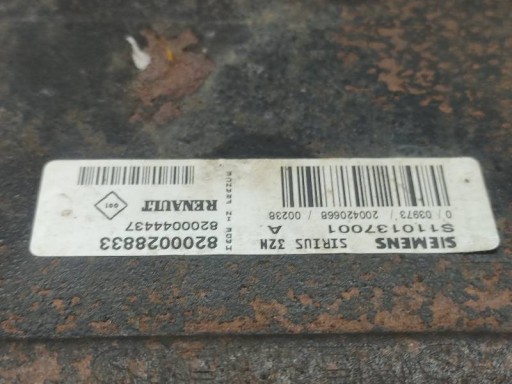 SIEMENS SIRIUS 32N
S110137001 A
0 / 03973 / 200420668 / 00238
8200028833
8200044437
RENAULT